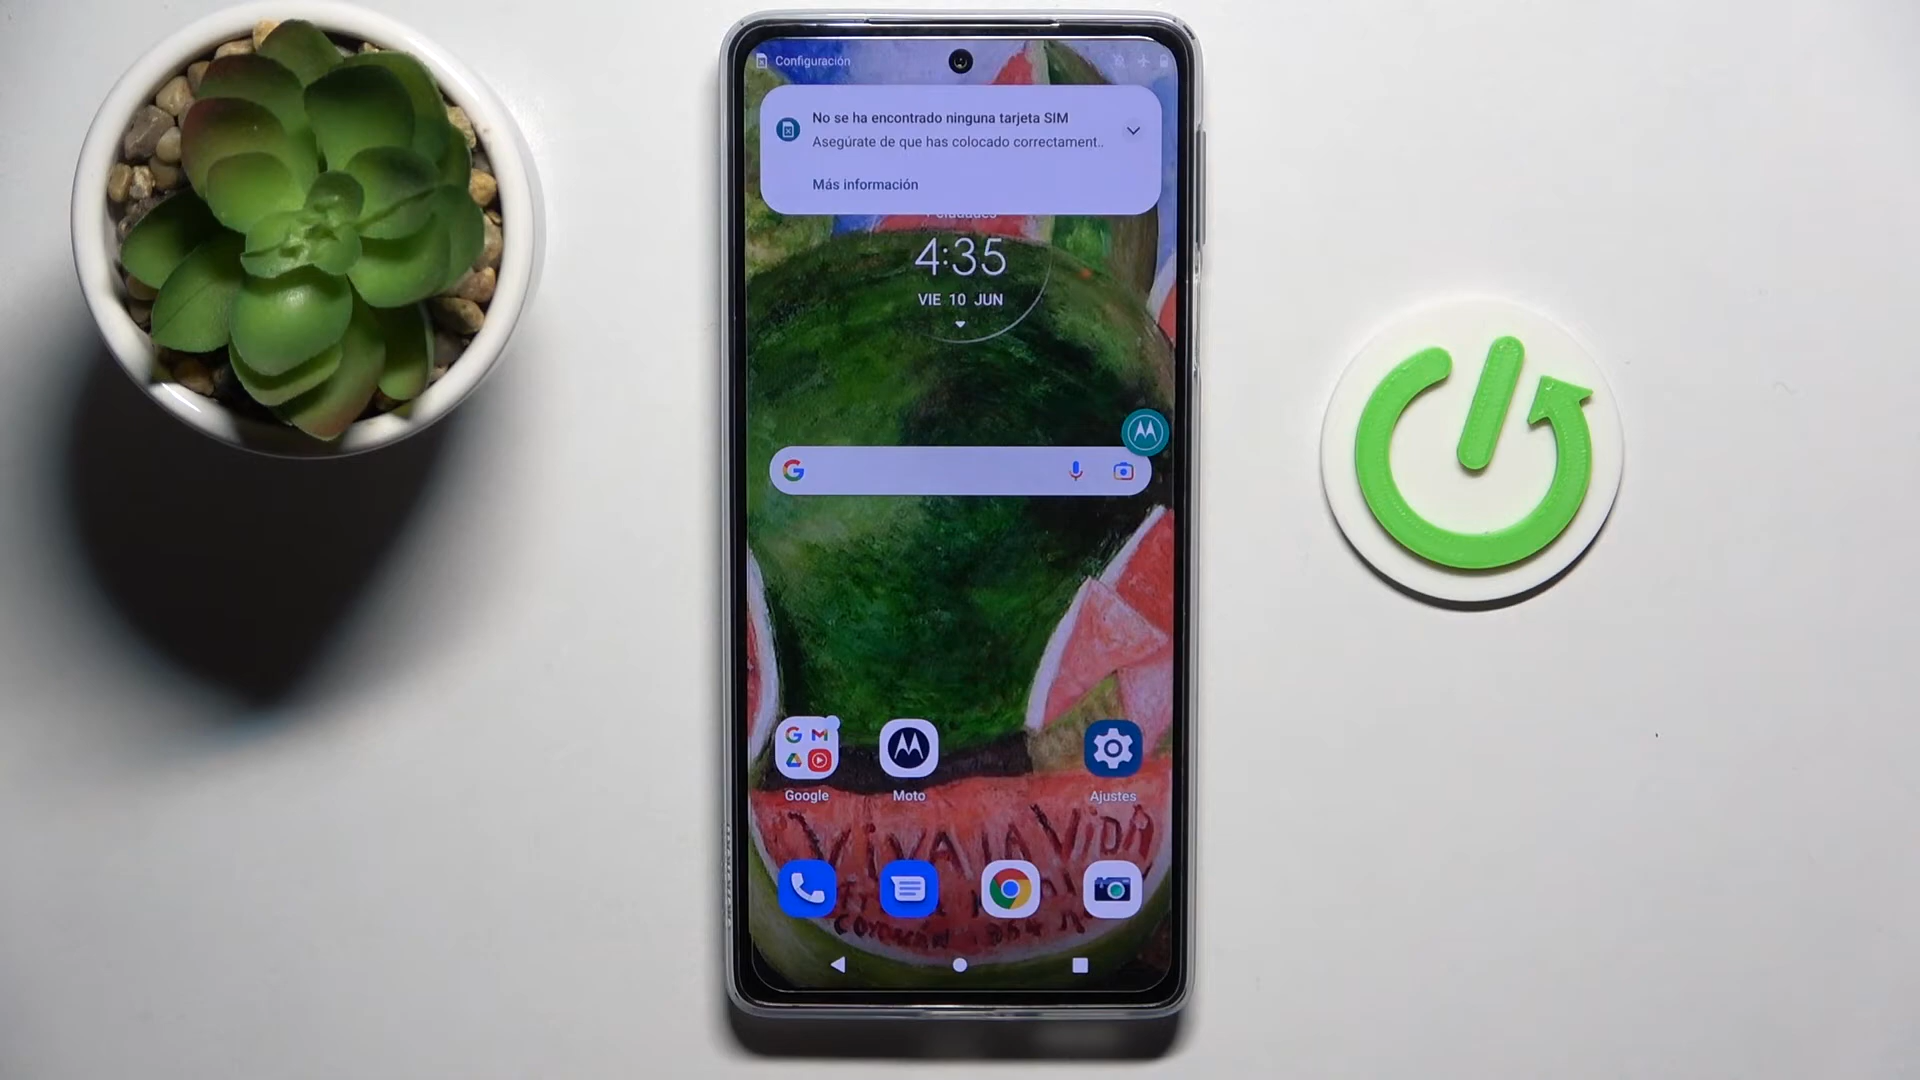 Configuración
No se ha encontrado ninguna tarjeta SIM
Asegúrate de que has colocado correctament..
Más información
4:35
VIE 10 JUN
Google
Moto
Ajustes
VIVA LA VIDA